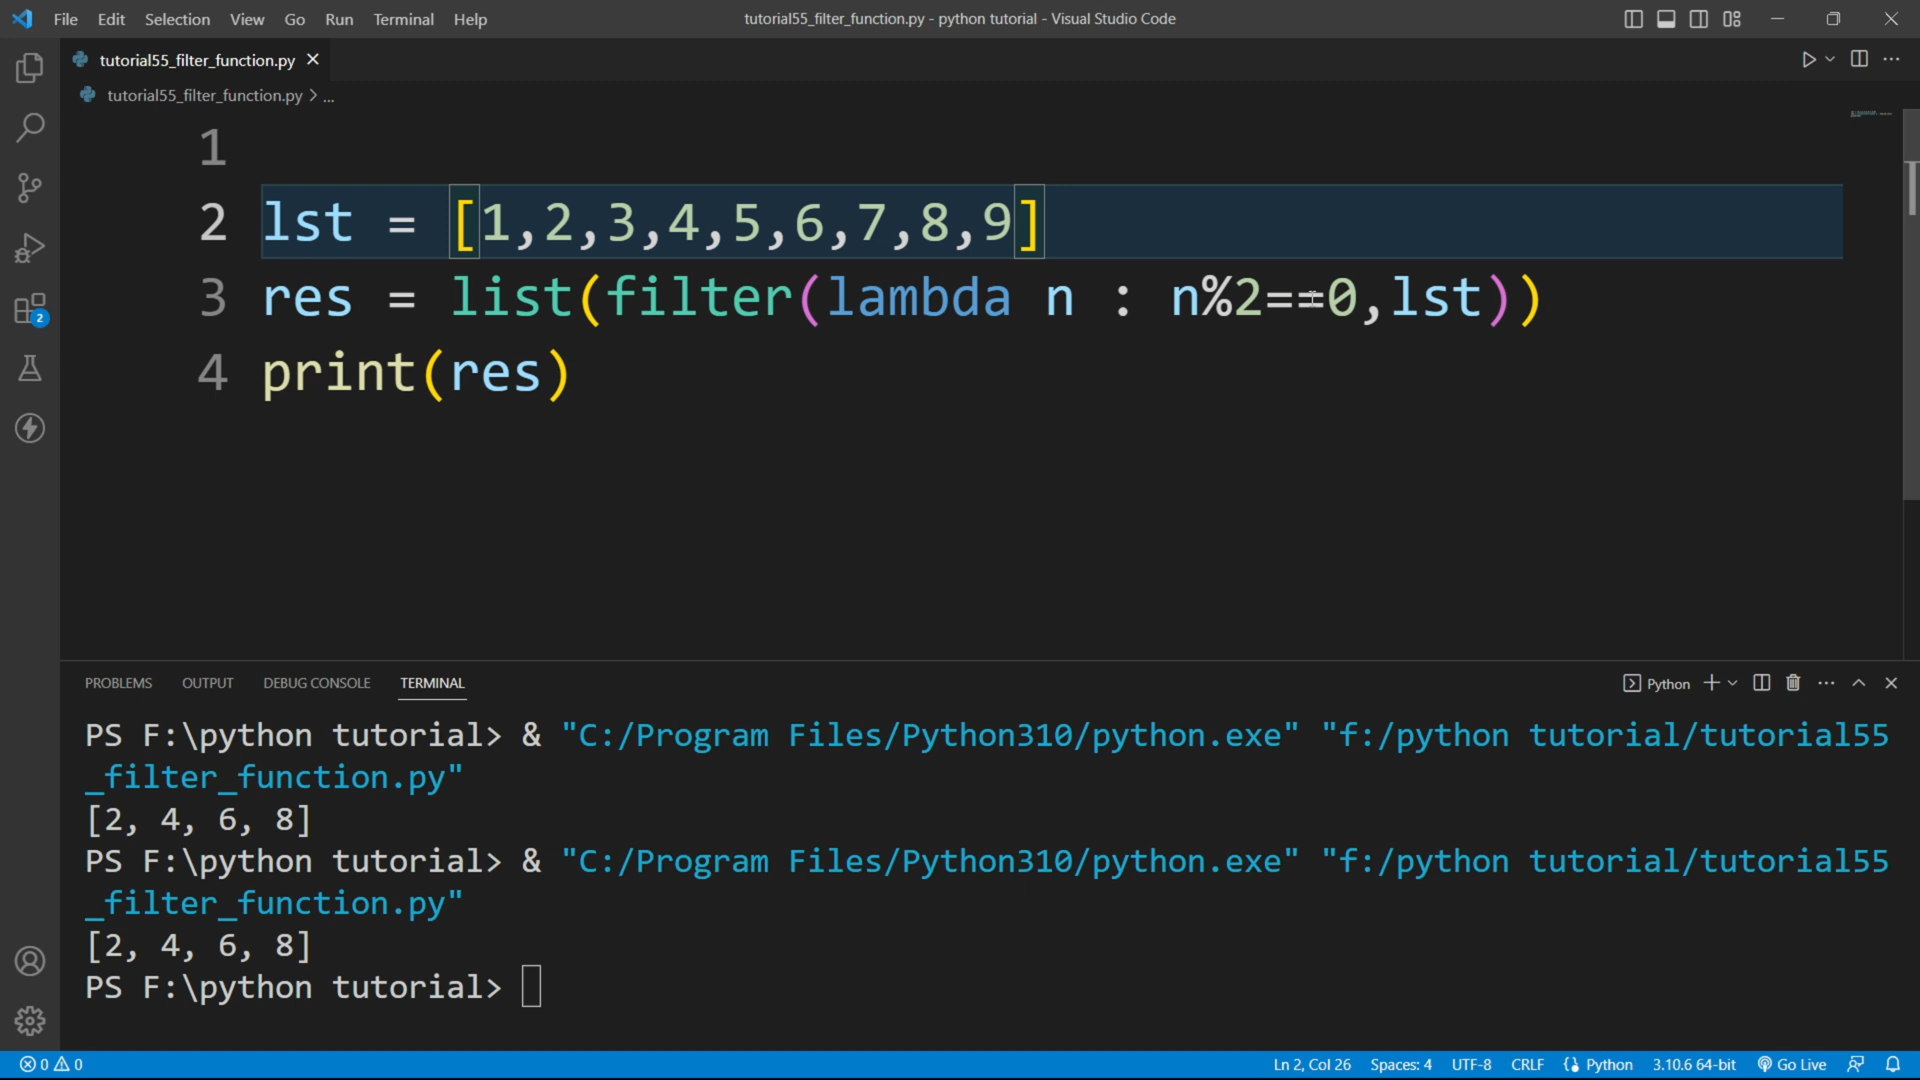 File Edit Selection View Go Run Terminal Help
tutorial55_filter_function.py - python tutorial - Visual Studio Code
tutorial55_filter_function.py
tutorial55_filter_function.py > ...
1
2 lst = [1,2,3,4,5,6,7,8,9]
3 res = list(filter(lambda n : n%2==0,lst))
4 print(res)
2
PROBLEMS OUTPUT DEBUG CONSOLE TERMINAL
Python
PS F:\python tutorial> & "C:/Program Files/Python310/python.exe" "f:/python tutorial/tutorial55
_filter_function.py"
[2, 4, 6, 8]
PS F:\python tutorial> & "C:/Program Files/Python310/python.exe" "f:/python tutorial/tutorial55
_filter_function.py"
[2, 4, 6, 8]
PS F:\python tutorial>
0 0 Ln 2, Col 26 Spaces: 4 UTF-8 CRLF Python 3.10.6 64-bit Go Live